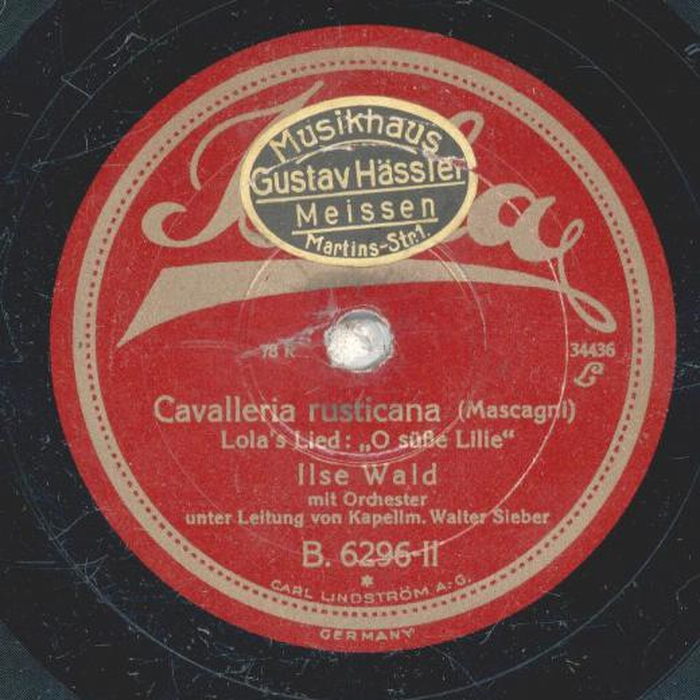 Musikhaus
Gustav Hässler
Meissen
Martins-Str.1.
78 R
34436
L
Cavalleria rusticana (Mascagni)
Lola's Lied: „O süße Lilie“
Ilse Wald
mit Orchester
unter Leitung von Kapellm. Walter Sieber
B. 6296-II
*
CARL LINDSTRÖM A.-G.
GERMANY